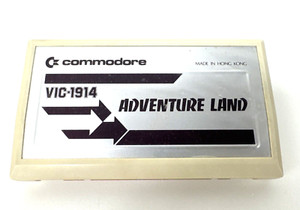 commodore
MADE IN HONG KONG
VIC-1914
ADVENTURE LAND